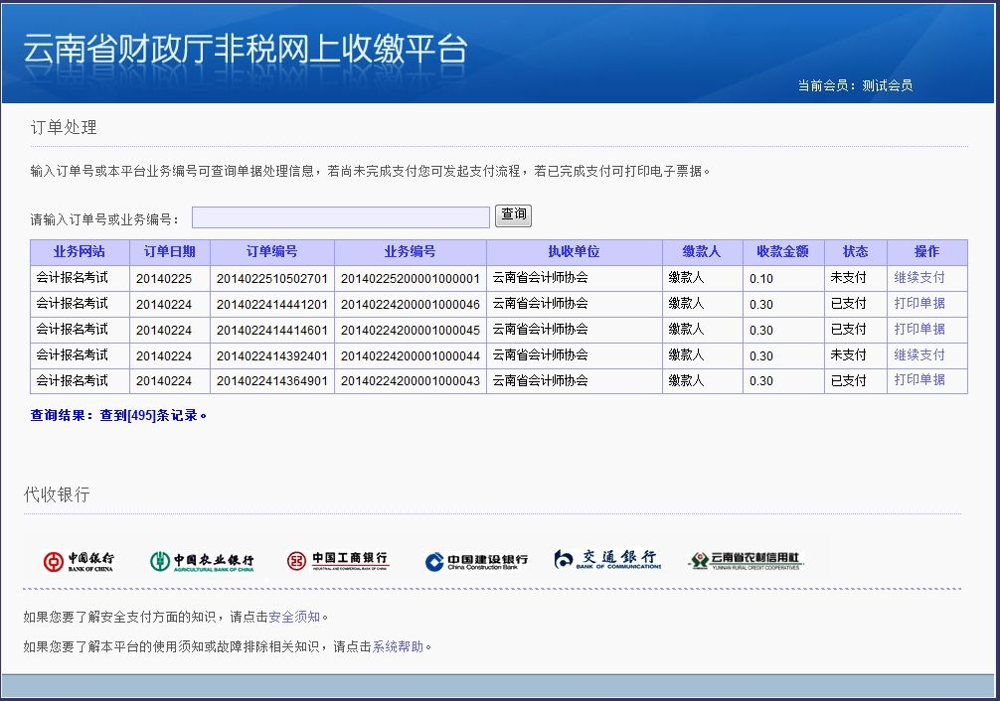 云南省财政厅非税网上收缴平台
当前会员：测试会员
订单处理
输入订单号或本平台业务编号可查询单据处理信息，若尚未完成支付您可发起支付流程，若已完成支付可打印电子票据。
请输入订单号或业务编号： 查询
业务网站 订单日期 订单编号 业务编号 执收单位 缴款人 收款金额 状态 操作
会计报名考试 20140225 2014022510502701 20140225200001000001 云南省会计师协会 缴款人 0.10 未支付 继续支付
会计报名考试 20140224 2014022414441201 20140224200001000046 云南省会计师协会 缴款人 0.30 已支付 打印单据
会计报名考试 20140224 2014022414414601 20140224200001000045 云南省会计师协会 缴款人 0.30 已支付 打印单据
会计报名考试 20140224 2014022414392401 20140224200001000044 云南省会计师协会 缴款人 0.30 未支付 继续支付
会计报名考试 20140224 2014022414364901 20140224200001000043 云南省会计师协会 缴款人 0.30 已支付 打印单据
查询结果：查到[495]条记录。
代收银行
中国银行 中国农业银行 中国工商银行 中国建设银行 交通银行 云南省农村信用社
BANK OF CHINA AGRICULTURAL BANK OF CHINA INDUSTRIAL AND COMMERCIAL BANK OF CHINA China Construction Bank BANK OF COMMUNICATIONS YUNNAN RURAL CREDIT COOPERATIVES
如果您要了解安全支付方面的知识，请点击安全须知。
如果您要了解本平台的使用须知或故障排除相关知识，请点击系统帮助。